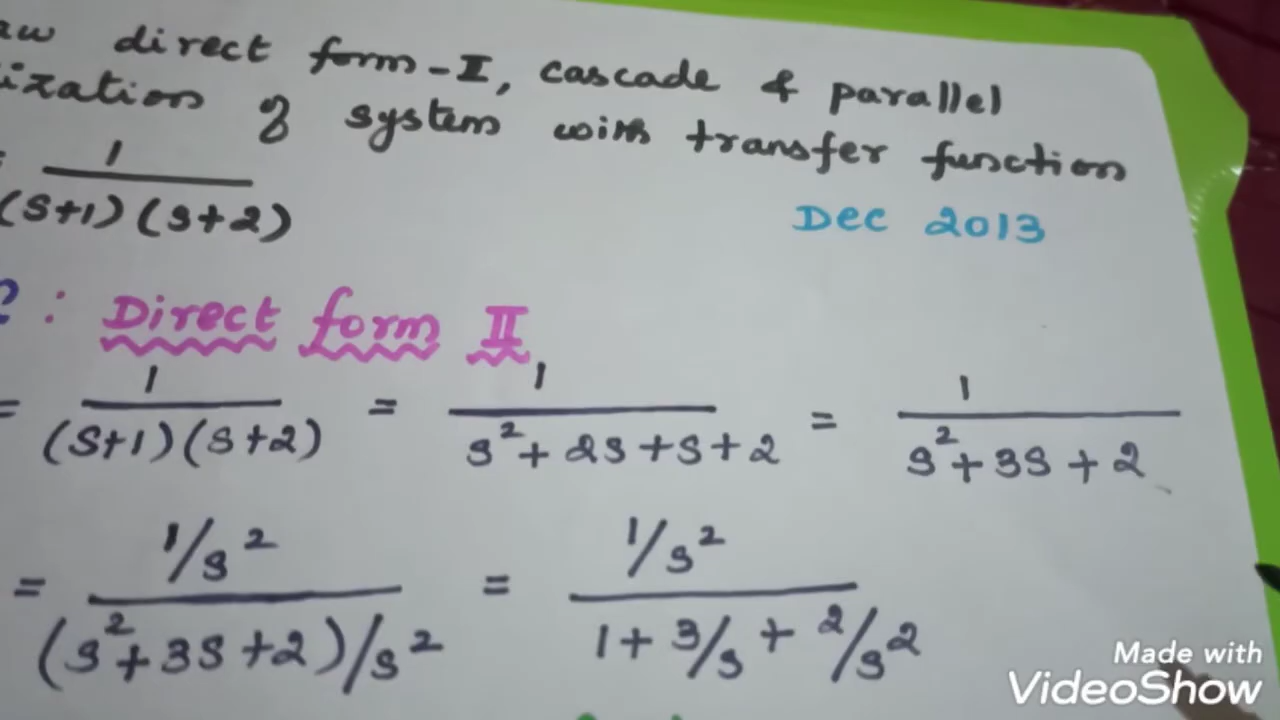 aw direct form-II, cascade & parallel
ization of system with transfer function
= 1/(S+1)(S+2)
Dec 2013
? : Direct form II
= 1/(S+1)(S+2) = 1/S²+2S+S+2 = 1/S²+3S+2
= 1/S²/(S²+3S+2)/S² = 1/S²/1+3/S+2/S²
Made with
VideoShow